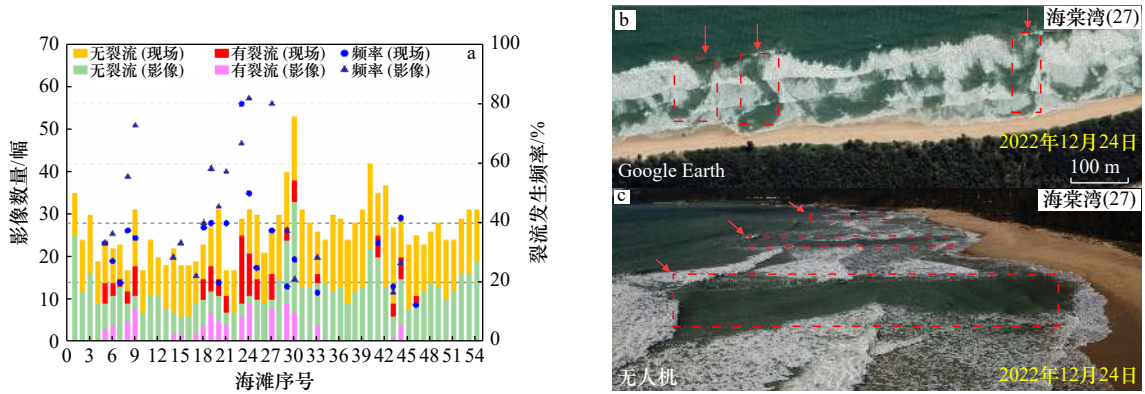 影像数量/幅
70
60
50
40
30
20
10
0
无裂流 (现场) 有裂流 (现场) 频率 (现场)
无裂流 (影像) 有裂流 (影像) 频率 (影像)
a
100
80
60
40
20
0
裂流发生频率/%
0 3 6 9 12 15 18 21 24 27 30 33 36 39 42 45 48 51 54
海滩序号
b
海棠湾(27)
2022年12月24日
Google Earth
100 m
c
海棠湾(27)
无人机
2022年12月24日